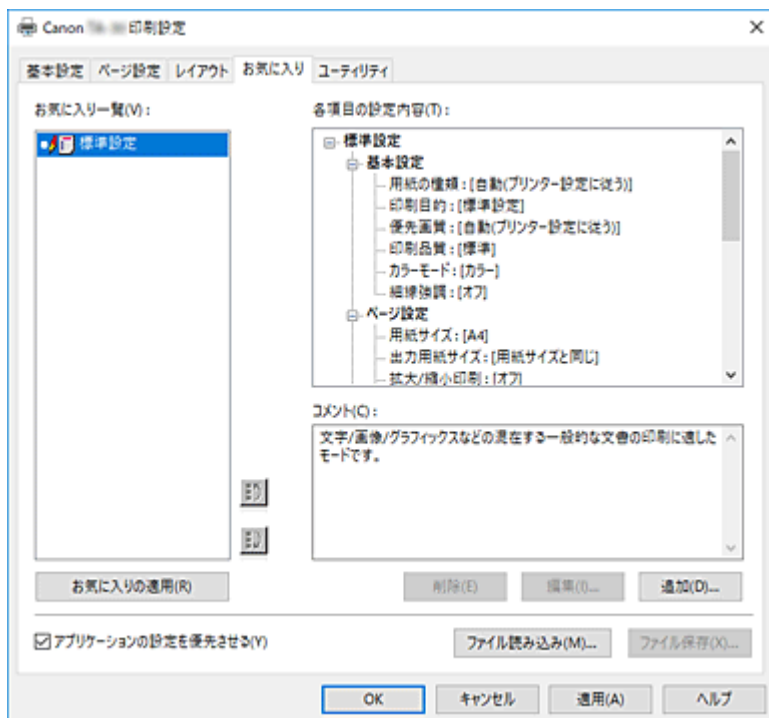 Canon 印刷設定
基本設定 ページ設定 レイアウト お気に入り ユーティリティ
お気に入り一覧(V):
標準設定
各項目の設定内容(T):
標準設定
基本設定
用紙の種類:[自動(プリンター設定に従う)]
印刷目的:[標準設定]
優先画質:[自動(プリンター設定に従う)]
印刷品質:[標準]
カラーモード:[カラー]
細線強調:[オフ]
ページ設定
用紙サイズ:[A4]
出力用紙サイズ:[用紙サイズと同じ]
拡大/縮小印刷:[オフ]
コメント(C):
文字/画像/グラフィックスなどの混在する一般的な文書の印刷に適した
モードです。
お気に入りの適用(R)
削除(E) 編集(I)... 追加(D)...
アプリケーションの設定を優先させる(Y)
ファイル読み込み(M)... ファイル保存(X)...
OK キャンセル 適用(A) ヘルプ